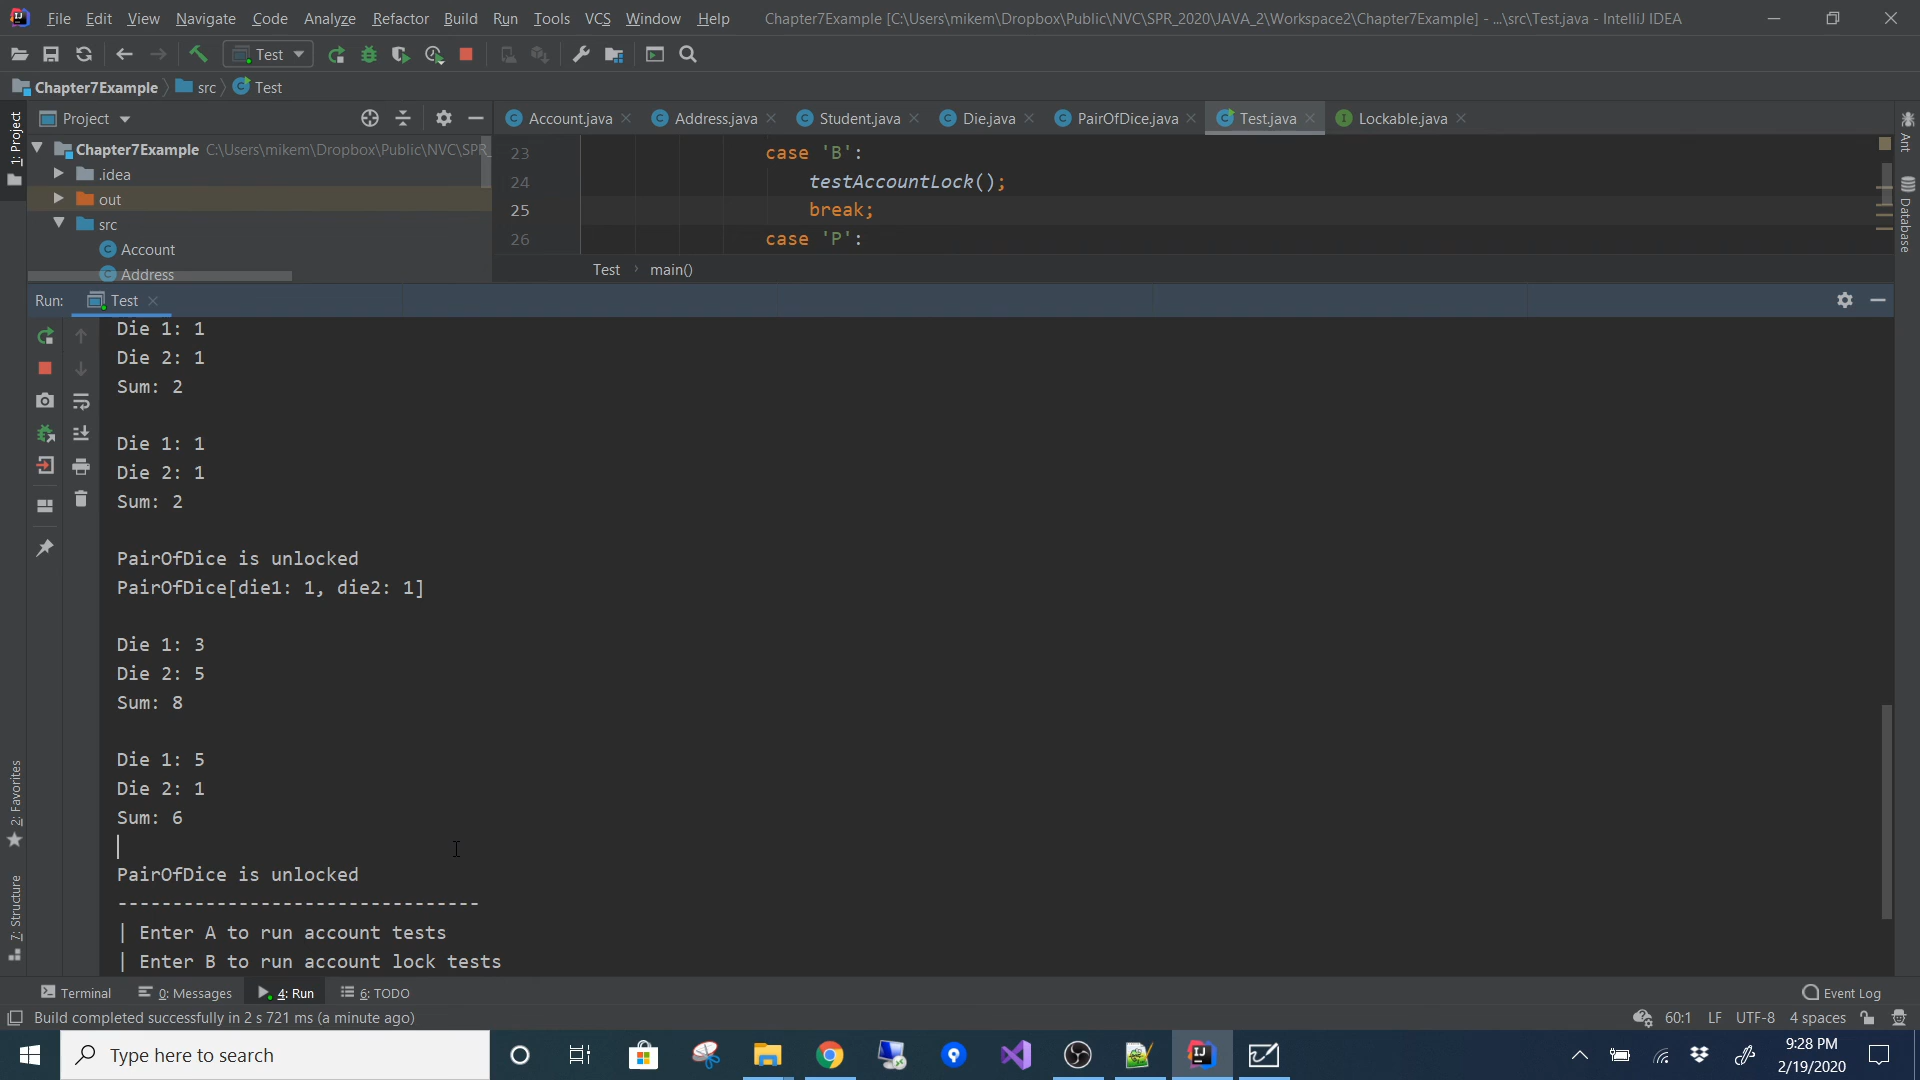 File Edit View Navigate Code Analyze Refactor Build Run Tools VCS Window Help Chapter7Example [C:\Users\mikem\Dropbox\Public\NVC\SPR_2020\JAVA_2\Workspace2\Chapter7Example] - ...\src\Test.java - IntelliJ IDEA
Test
Chapter7Example src Test
1: Project
Project
Account.java Address.java Student.java Die.java PairOfDice.java Test.java Lockable.java
Ant
Chapter7Example C:\Users\mikem\Dropbox\Public\NVC\SPR_
.idea
out
src
Account
Address
23 case 'B':
24 testAccountLock();
25 break;
26 case 'P':
Test main()
Database
Run: Test
Die 1: 1
Die 2: 1
Sum: 2
Die 1: 1
Die 2: 1
Sum: 2
PairOfDice is unlocked
PairOfDice[die1: 1, die2: 1]
Die 1: 3
Die 2: 5
Sum: 8
Die 1: 5
Die 2: 1
Sum: 6
PairOfDice is unlocked
---------------------------------
| Enter A to run account tests
| Enter B to run account lock tests
2: Favorites
7: Structure
Terminal 0: Messages 4: Run 6: TODO Event Log
Build completed successfully in 2 s 721 ms (a minute ago) 60:1 LF UTF-8 4 spaces
Type here to search
9:28 PM
2/19/2020